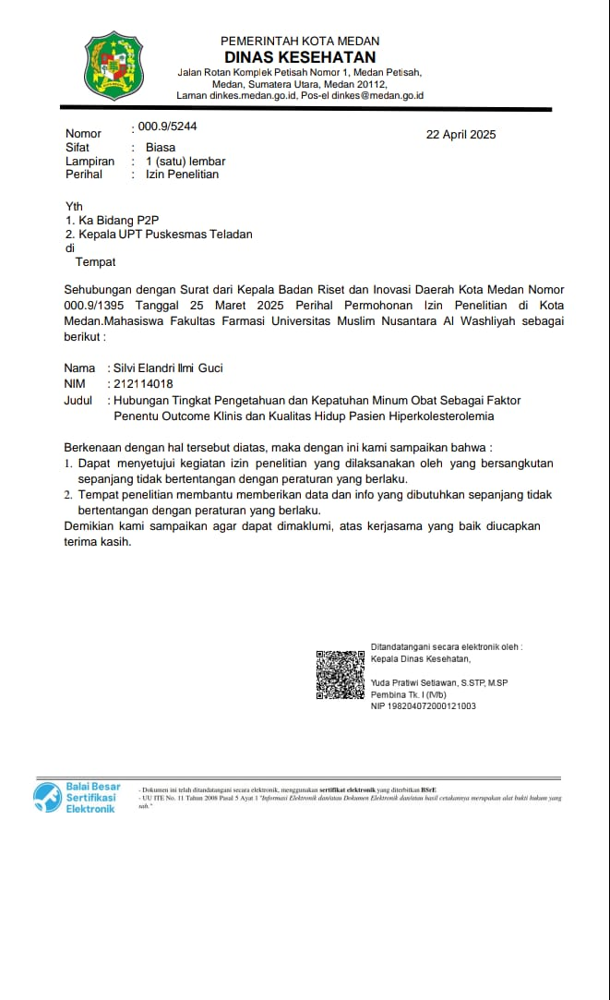 PEMERINTAH KOTA MEDAN
DINAS KESEHATAN
Jalan Rotan Komplek Petisah Nomor 1, Medan Petisah,
Medan, Sumatera Utara, Medan 20112,
Laman dinkes.medan.go.id, Pos-el dinkes@medan.go.id
Nomor : 000.9/5244
22 April 2025
Sifat : Biasa
Lampiran : 1 (satu) lembar
Perihal : Izin Penelitian
Yth
1. Ka Bidang P2P
2. Kepala UPT Puskesmas Teladan
di
Tempat
Sehubungan dengan Surat dari Kepala Badan Riset dan Inovasi Daerah Kota Medan Nomor
000.9/1395 Tanggal 25 Maret 2025 Perihal Permohonan Izin Penelitian di Kota
Medan.Mahasiswa Fakultas Farmasi Universitas Muslim Nusantara Al Washliyah sebagai
berikut :
Nama : Silvi Elandri Ilmi Guci
NIM : 212114018
Judul : Hubungan Tingkat Pengetahuan dan Kepatuhan Minum Obat Sebagai Faktor
Penentu Outcome Klinis dan Kualitas Hidup Pasien Hiperkolesterolemia
Berkenaan dengan hal tersebut diatas, maka dengan ini kami sampaikan bahwa :
1. Dapat menyetujui kegiatan izin penelitian yang dilaksanakan oleh yang bersangkutan
sepanjang tidak bertentangan dengan peraturan yang berlaku.
2. Tempat penelitian membantu memberikan data dan info yang dibutuhkan sepanjang tidak
bertentangan dengan peraturan yang berlaku.
Demikian kami sampaikan agar dapat dimaklumi, atas kerjasama yang baik diucapkan
terima kasih.
Ditandatangani secara elektronik oleh :
Kepala Dinas Kesehatan,
Yuda Pratiwi Setiawan, S.STP, M.SP
Pembina Tk. I (IV/b)
NIP 198204072000121003
Balai Besar
Sertifikasi
Elektronik
- Dokumen ini telah ditandatangani secara elektronik, menggunakan sertifikat elektronik yang diterbitkan BSrE
- UU ITE No. 11 Tahun 2008 Pasal 5 Ayat 1 "Informasi Elektronik dan/atau Dokumen Elektronik dan/atau hasil cetakannya merupakan alat bukti hukum yang
sah."